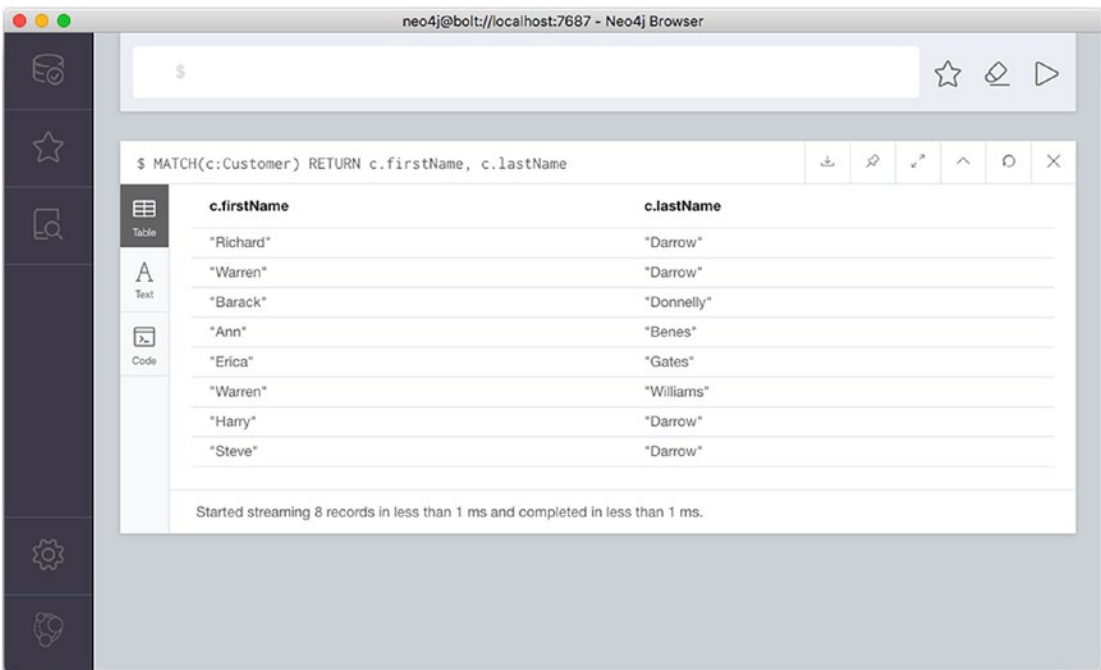 neo4j@bolt://localhost:7687 - Neo4j Browser
$
$ MATCH(c:Customer) RETURN c.firstName, c.lastName
Table
Text
Code
c.firstName c.lastName
"Richard" "Darrow"
"Warren" "Darrow"
"Barack" "Donnelly"
"Ann" "Benes"
"Erica" "Gates"
"Warren" "Williams"
"Harry" "Darrow"
"Steve" "Darrow"
Started streaming 8 records in less than 1 ms and completed in less than 1 ms.